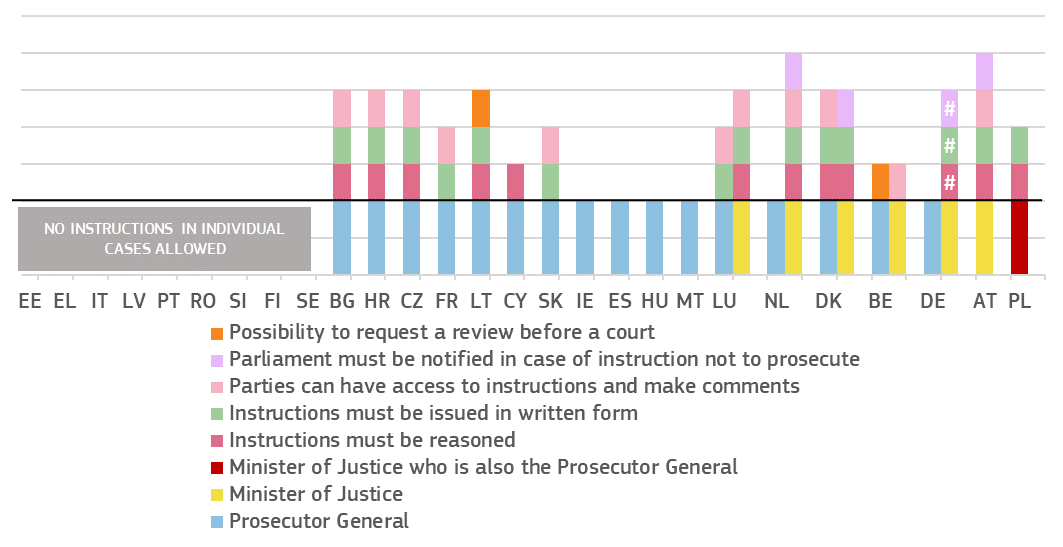 #
#
#
NO INSTRUCTIONS IN INDIVIDUAL
CASES ALLOWED
EE EL IT LV PT RO SI FI SE BG HR CZ FR LT CY SK IE ES HU MT LU NL DK BE DE AT PL
Possibility to request a review before a court
Parliament must be notified in case of instruction not to prosecute
Parties can have access to instructions and make comments
Instructions must be issued in written form
Instructions must be reasoned
Minister of Justice who is also the Prosecutor General
Minister of Justice
Prosecutor General